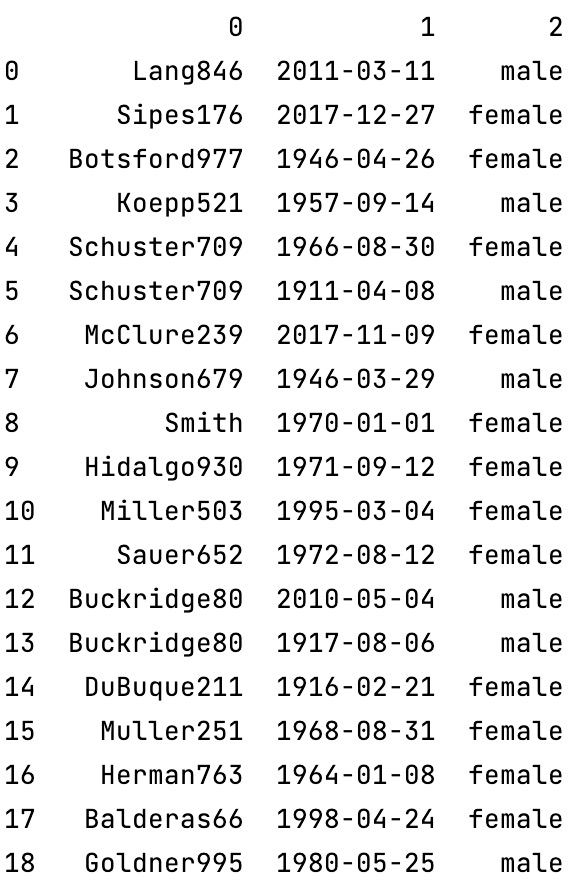 0 1 2
0 Lang846 2011-03-11 male
1 Sipes176 2017-12-27 female
2 Botsford977 1946-04-26 female
3 Koepp521 1957-09-14 male
4 Schuster709 1966-08-30 female
5 Schuster709 1911-04-08 male
6 McClure239 2017-11-09 female
7 Johnson679 1946-03-29 male
8 Smith 1970-01-01 female
9 Hidalgo930 1971-09-12 female
10 Miller503 1995-03-04 female
11 Sauer652 1972-08-12 female
12 Buckridge80 2010-05-04 male
13 Buckridge80 1917-08-06 male
14 DuBuque211 1916-02-21 female
15 Muller251 1968-08-31 female
16 Herman763 1964-01-08 female
17 Balderas66 1998-04-24 female
18 Goldner995 1980-05-25 male